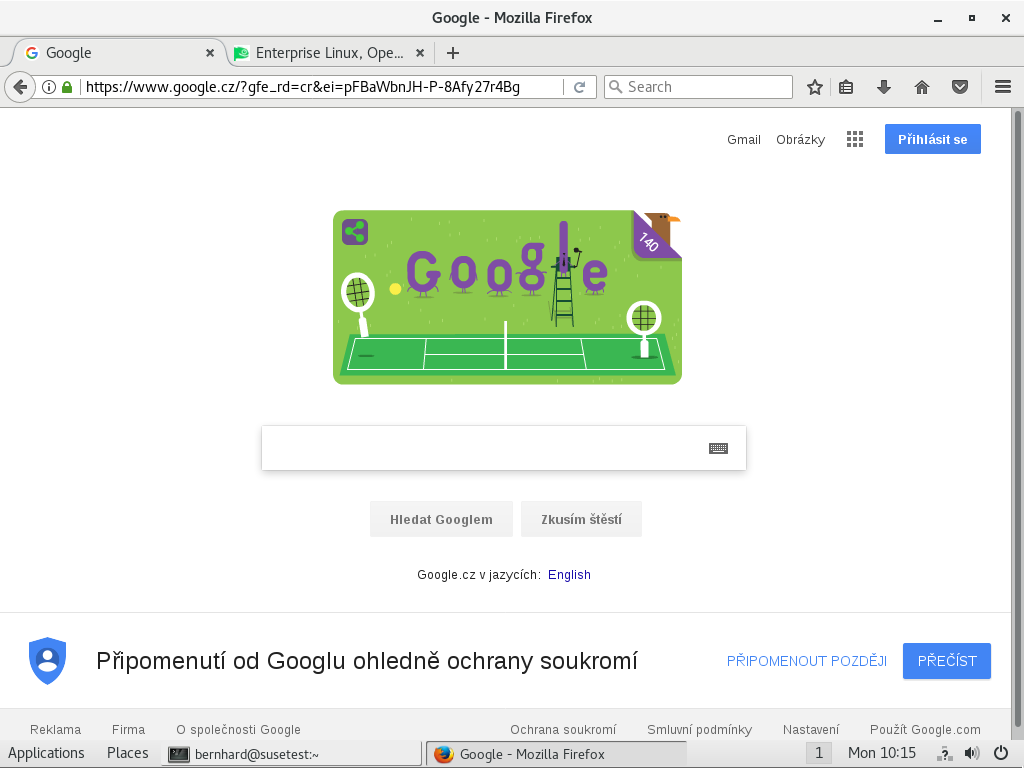 Google - Mozilla Firefox
Google
Enterprise Linux, Ope...
https://www.google.cz/?gfe_rd=cr&ei=pFBaWbnJH-P-8Afy27r4Bg
Search
Gmail Obrázky Přihlásit se
140
Google
Hledat Googlem Zkusím štěstí
Google.cz v jazycích: English
Připomenutí od Googlu ohledně ochrany soukromí
PŘIPOMENOUT POZDĚJI PŘEČÍST
Reklama Firma O společnosti Google Ochrana soukromí Smluvní podmínky Nastavení Použít Google.com
Applications Places bernhard@susetest:~ Google - Mozilla Firefox 1 Mon 10:15